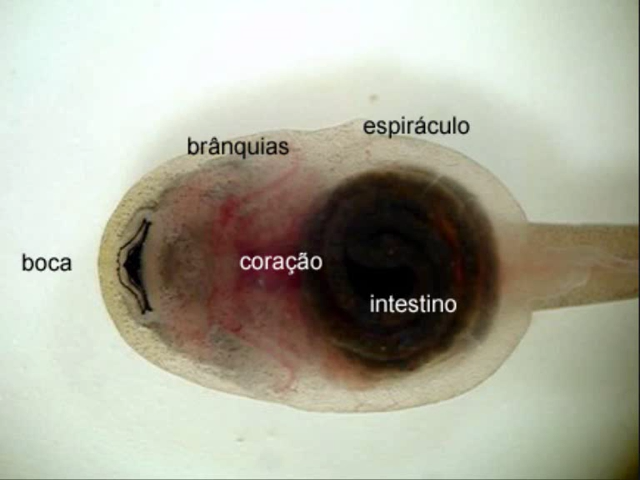 espiráculo
brânquias
boca
coração
intestino